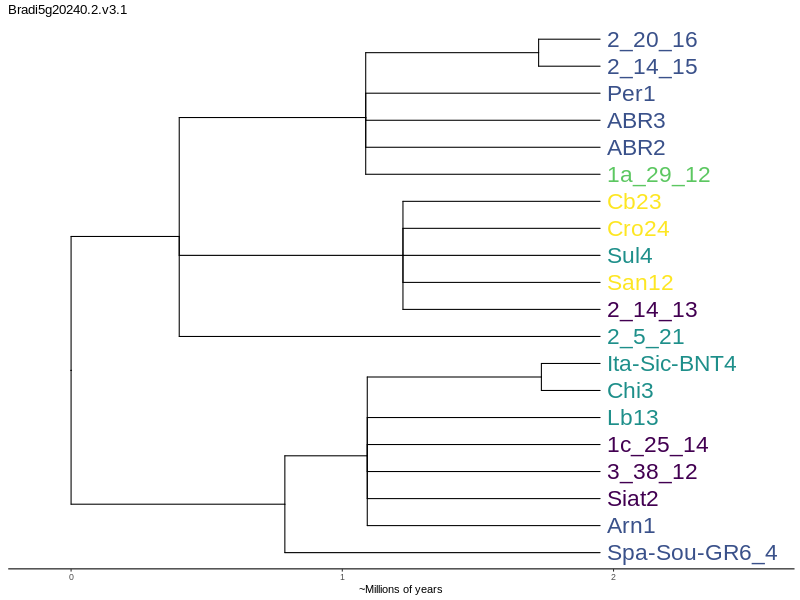 Bradi5g20240.2.v3.1
2_20_16
2_14_15
Per1
ABR3
ABR2
1a_29_12
Cb23
Cro24
Sul4
San12
2_14_13
2_5_21
Ita-Sic-BNT4
Chi3
Lb13
1c_25_14
3_38_12
Siat2
Arn1
Spa-Sou-GR6_4
0 1 2
~Millions of years